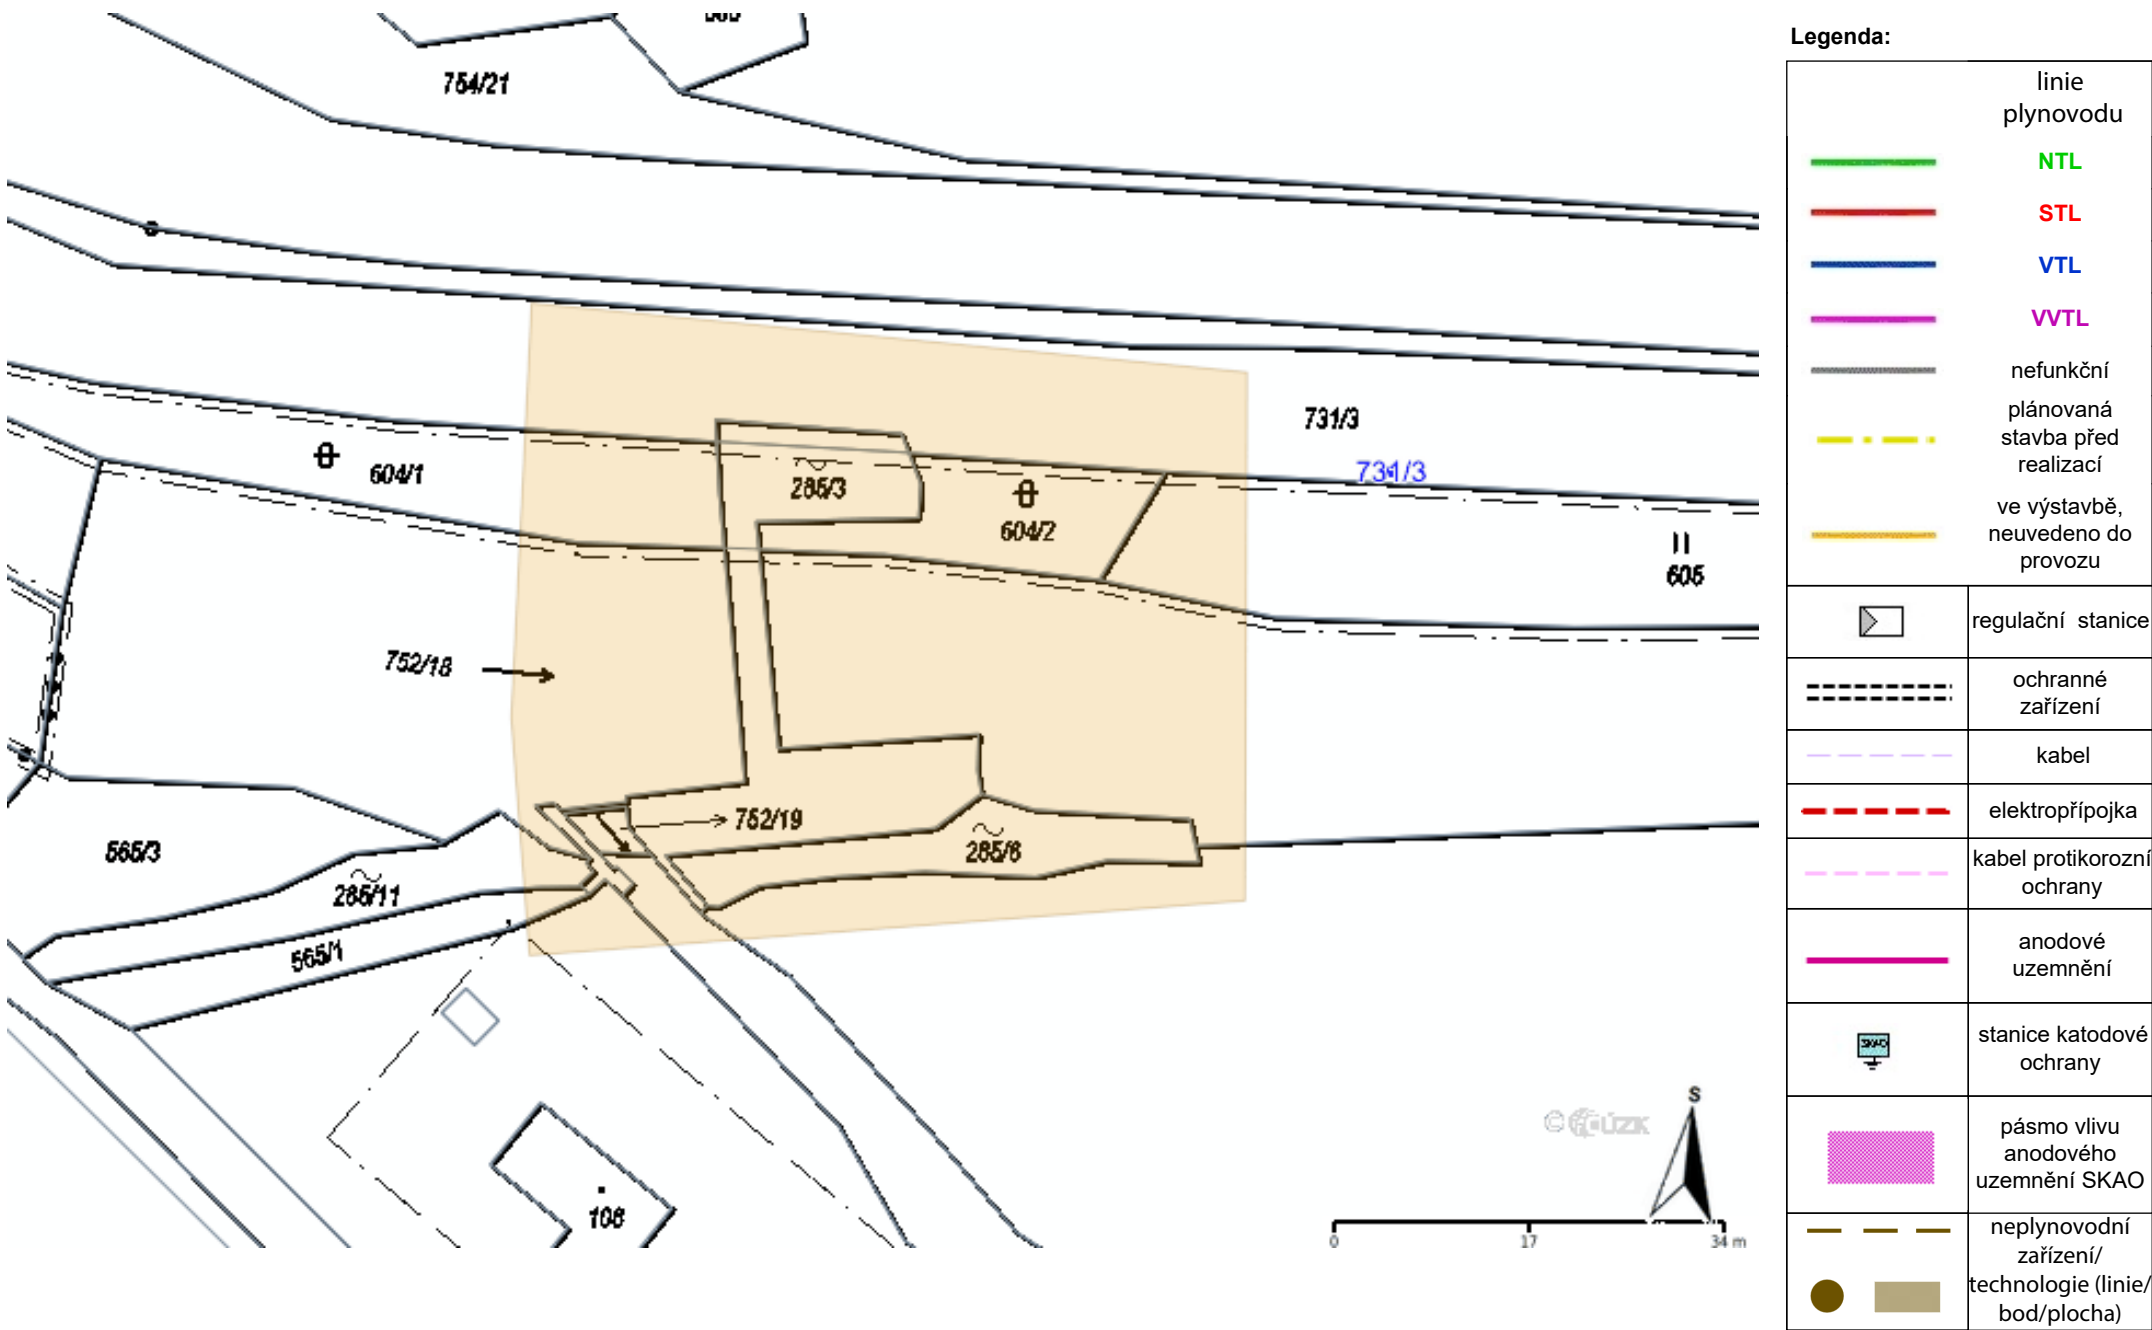 754/21
731/3
731/3
604/1
285/3
604/2
605
752/18
752/19
565/3
285/6
285/11
565/1
108
©
ČÚZK
S
0 17 34 m
Legenda:
linie
plynovodu
NTL
STL
VTL
VVTL
nefunkční
plánovaná
stavba před
realizací
ve výstavbě,
neuvedeno do
provozu
regulační stanice
ochranné
zařízení
kabel
elektropřípojka
kabel protikorozní
ochrany
anodové
uzemnění
SKAO
stanice katodové
ochrany
pásmo vlivu
anodového
uzemnění SKAO
neplynovodní
zařízení/
technologie (linie/
bod/plocha)